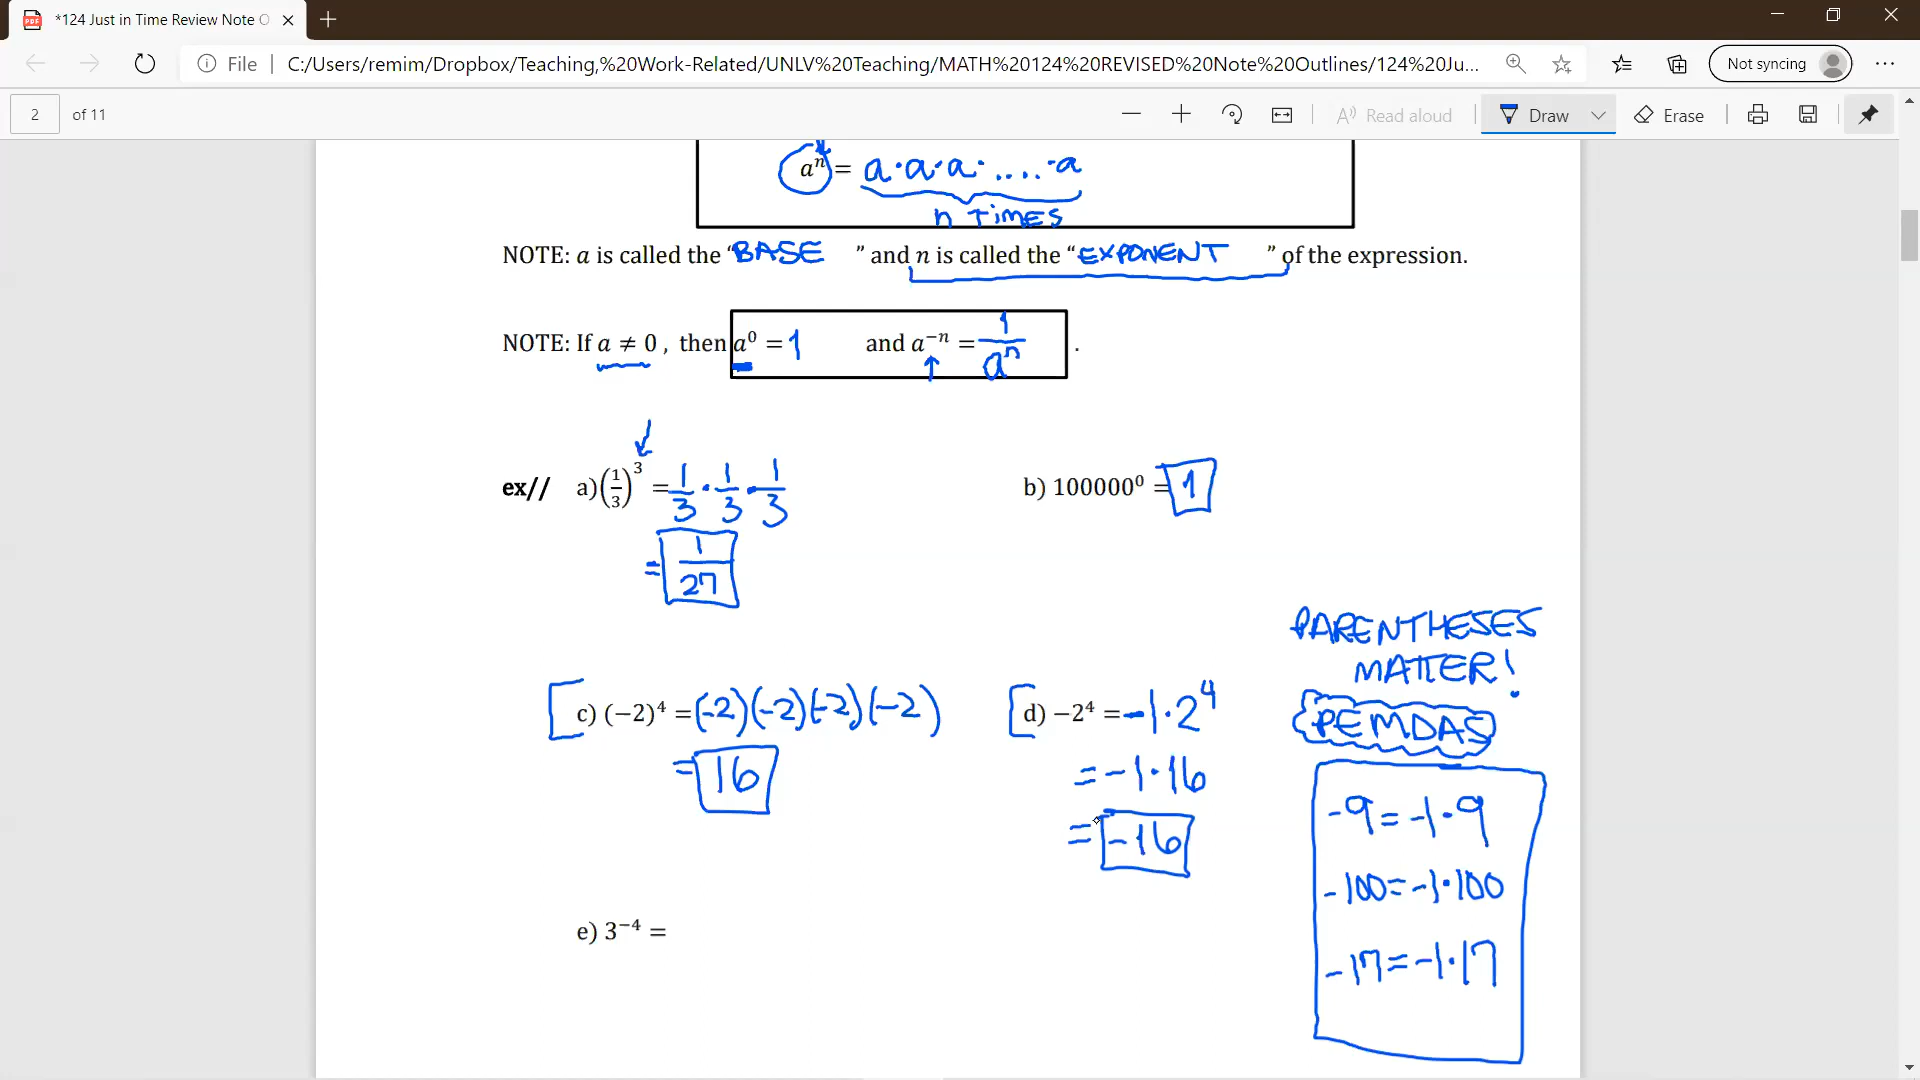 *124 Just in Time Review Note O
File | C:/Users/remim/Dropbox/Teaching,%20Work-Related/UNLV%20Teaching/MATH%20124%20REVISED%20Note%20Outlines/124%20Ju...
Not syncing
2 of 11
Read aloud
Draw
Erase
aⁿ = a·a·a·....·a
n TIMES
NOTE: a is called the “BASE” and n is called the “EXPONENT” of the expression.
NOTE: If a ≠ 0, then a⁰ = 1 and a⁻ⁿ = 1/aⁿ.
ex// a) (1/3)³ = 1/3 · 1/3 · 1/3
= 1/27
b) 100000⁰ = 1
PARENTHESES
MATTER!
PEMDAS
c) (−2)⁴ = (-2)(-2)(-2)(-2)
= 16
d) −2⁴ = -1·2⁴
= -1·16
= -16
-9 = -1·9
-100 = -1·100
-17 = -1·17
e) 3⁻⁴ =